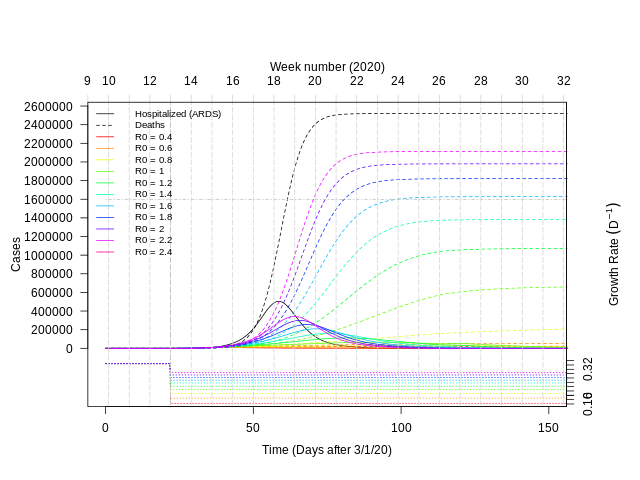 Week number (2020)
9 10 12 14 16 18 20 22 24 26 28 30 32
Cases
2600000
2400000
2200000
2000000
1800000
1600000
1400000
1200000
1000000
800000
600000
400000
200000
0
Hospitalized (ARDS)
Deaths
R0 = 0.4
R0 = 0.6
R0 = 0.8
R0 = 1
R0 = 1.2
R0 = 1.4
R0 = 1.6
R0 = 1.8
R0 = 2
R0 = 2.2
R0 = 2.4
Growth Rate (D⁻¹)
0.32
0 50 100 150
Time (Days after 3/1/20)